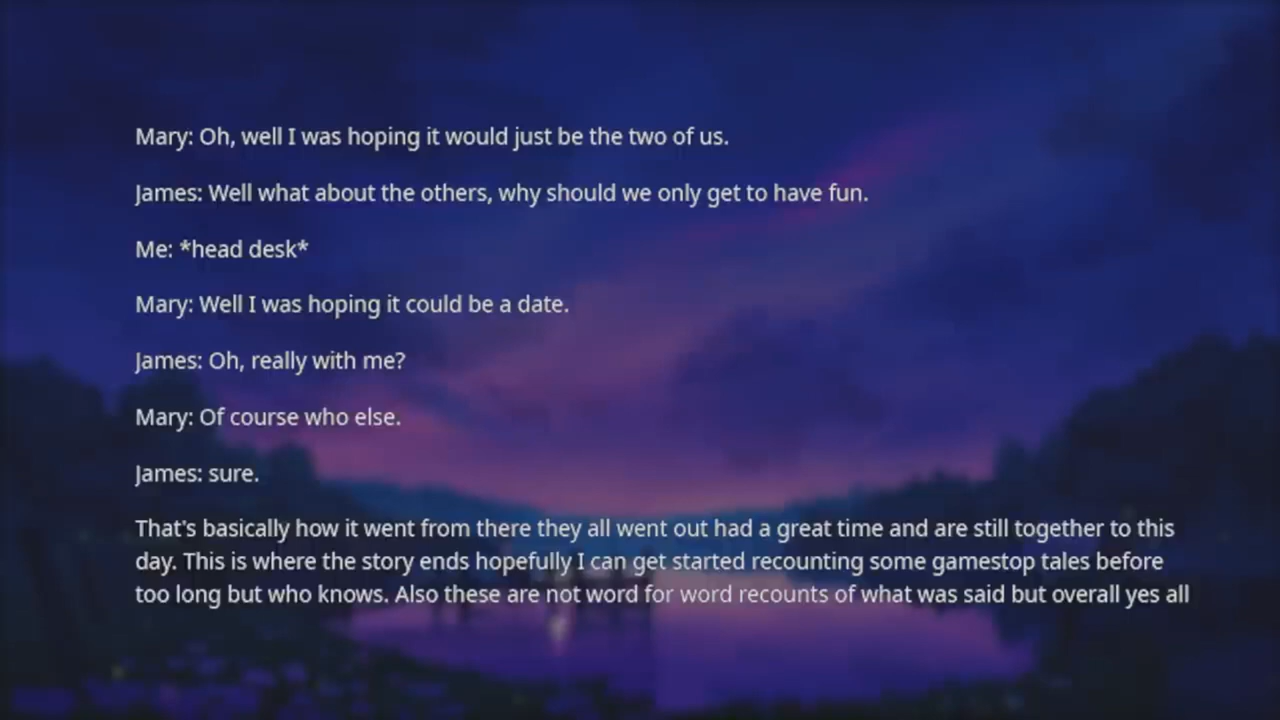 Mary: Oh, well I was hoping it would just be the two of us.
James: Well what about the others, why should we only get to have fun.
Me: *head desk*
Mary: Well I was hoping it could be a date.
James: Oh, really with me?
Mary: Of course who else.
James: sure.
That's basically how it went from there they all went out had a great time and are still together to this
day. This is where the story ends hopefully I can get started recounting some gamestop tales before
too long but who knows. Also these are not word for word recounts of what was said but overall yes all